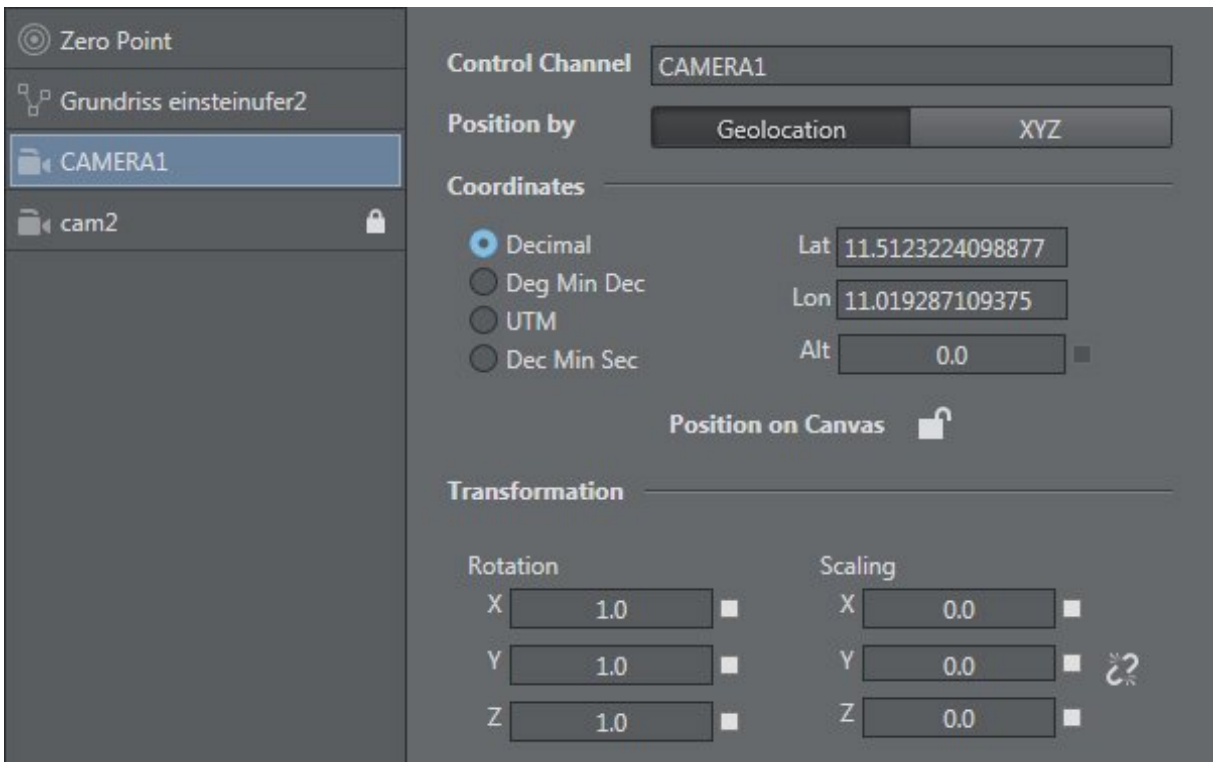 Zero Point
Grundriss einsteinufer2
CAMERA1
cam2
Control Channel CAMERA1
Position by Geolocation XYZ
Coordinates
Decimal Lat 11.5123224098877
Deg Min Dec Lon 11.019287109375
UTM
Alt 0.0
Dec Min Sec
Position on Canvas
Transformation
Rotation Scaling
X 1.0 X 0.0
Y 1.0 Y 0.0
Z 1.0 Z 0.0